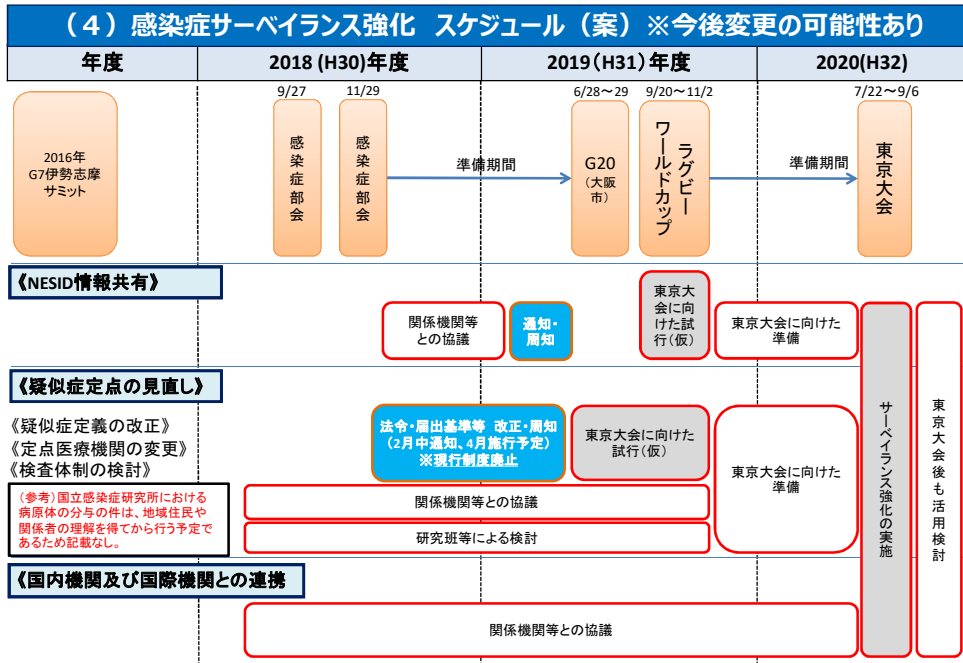 （４）感染症サーベイランス強化 スケジュール（案）※今後変更の可能性あり
年度
2018 (H30)年度
2019（H31）年度
2020(H32)
9/27
11/29
6/28～29
9/20～11/2
7/22～9/6
2016年
G7伊勢志摩
サミット
感染症部会
感染症部会
準備期間
G20
（大阪
市）
ラグビー
ワールドカップ
準備期間
東京大会
《NESID情報共有》
関係機関等
との協議
通知・
周知
東京大
会に向
けた試
行(仮)
東京大会に向けた
準備
《疑似症定点の見直し》
《疑似症定義の改正》
《定点医療機関の変更》
《検査体制の検討》
法令・届出基準等 改正・周知
（2月中通知、4月施行予定）
※現行制度廃止
東京大会に向けた
試行(仮)
東京大会に向けた
準備
（参考）国立感染症研究所における
病原体の分与の件は、地域住民や
関係者の理解を得てから行う予定で
あるため記載なし。
関係機関等との協議
研究班等による検討
サーベイランス強化の実施
東京大会後も活用検討
《国内機関及び国際機関との連携
関係機関等との協議